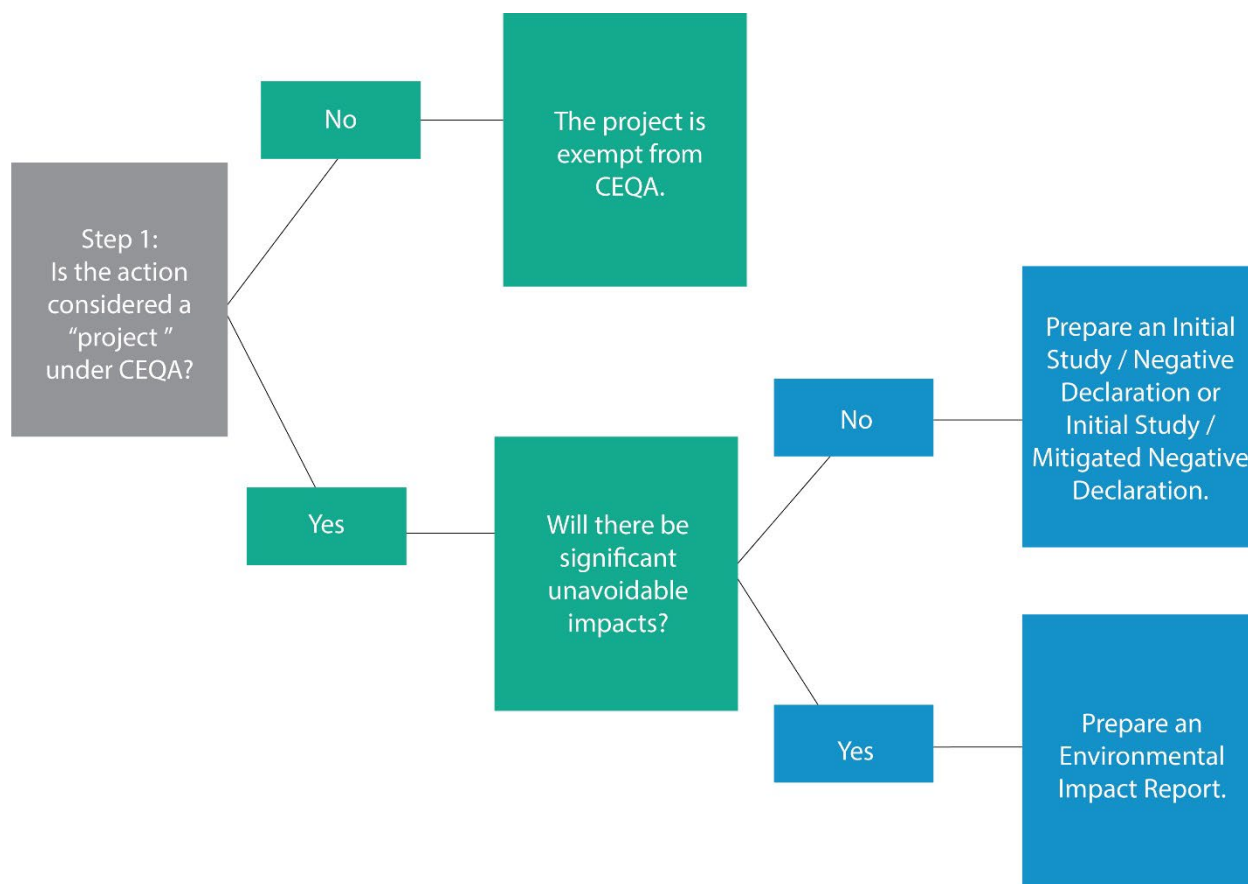 Step 1:
Is the action
considered a
“project ”
under CEQA?
No
The project is
exempt from
CEQA.
Yes
Will there be
significant
unavoidable
impacts?
No
Prepare an Initial
Study / Negative
Declaration or
Initial Study /
Mitigated Negative
Declaration.
Yes
Prepare an
Environmental
Impact Report.